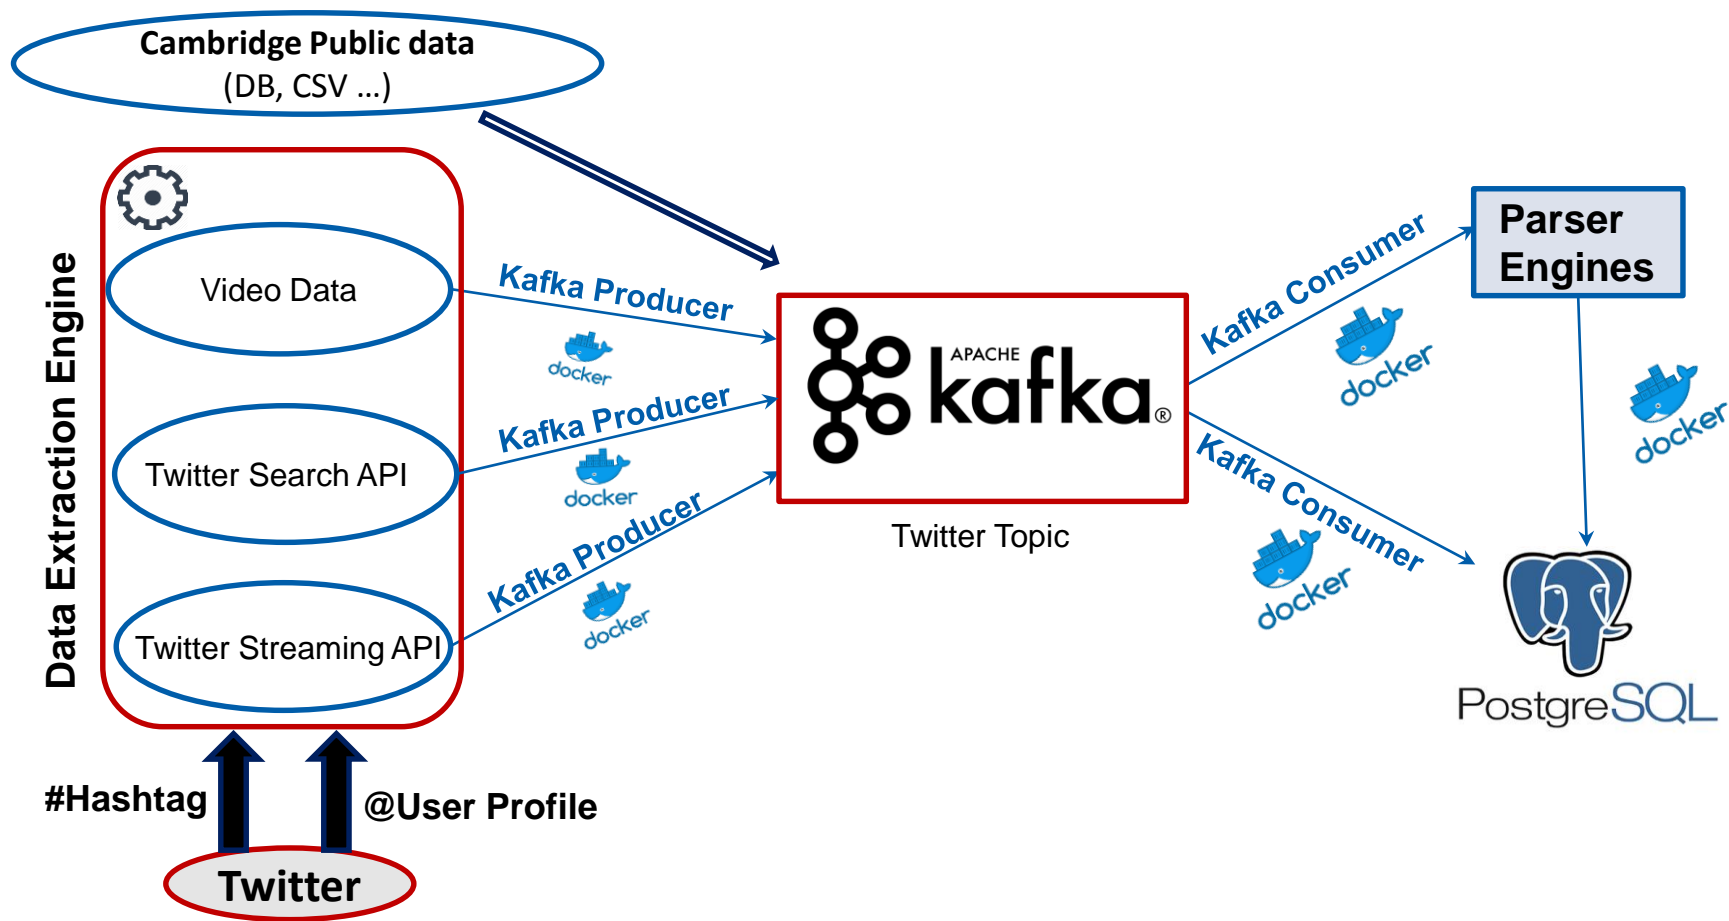 Cambridge Public data
(DB, CSV ...)
Data Extraction Engine
Video Data
Twitter Search API
Twitter Streaming API
Kafka Producer
docker
Kafka Producer
docker
Kafka Producer
docker
APACHE
kafka®
Twitter Topic
Kafka Consumer
docker
Kafka Consumer
docker
Parser
Engines
docker
PostgreSQL
#Hashtag
@User Profile
Twitter